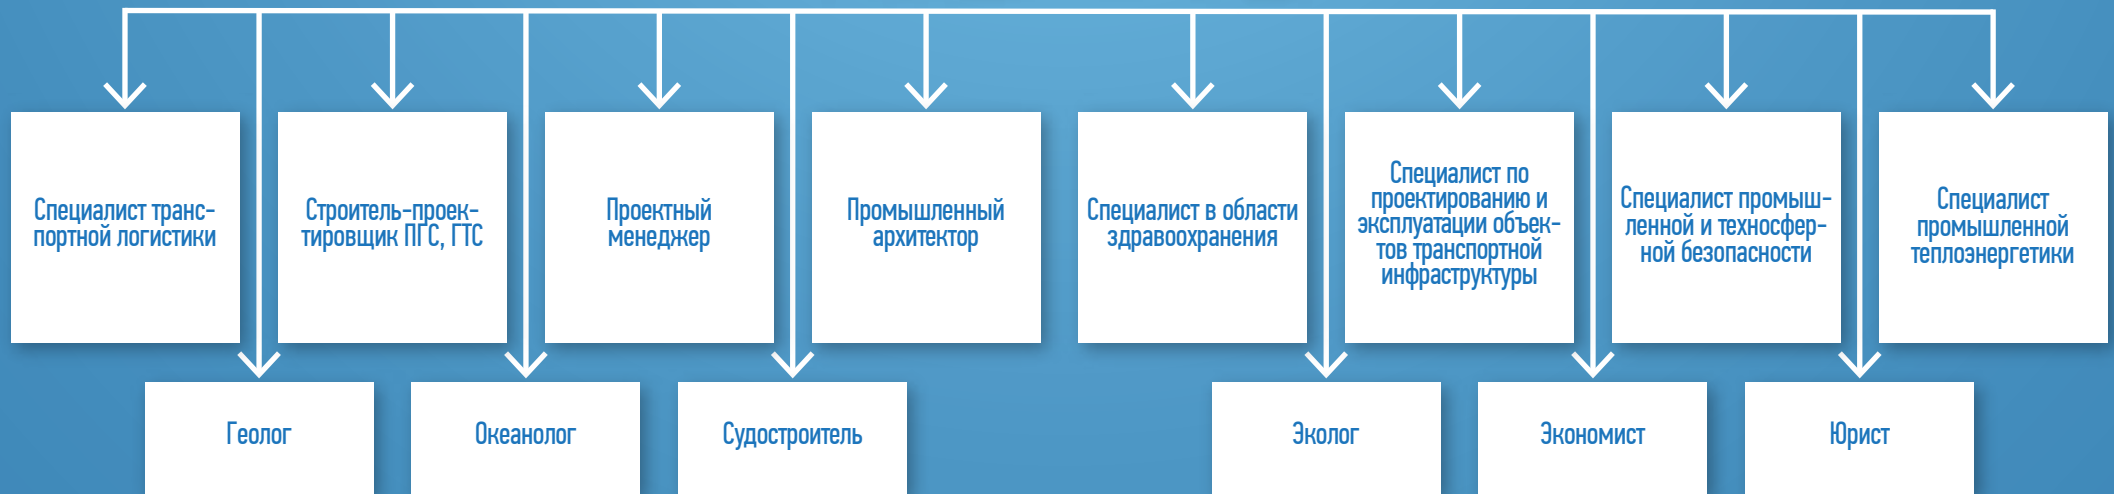 Специалист транс-
портной логистики
Строитель-проек-
тировщик ПГС, ГТС
Проектный
менеджер
Промышленный
архитектор
Специалист в области
здравоохранения
Специалист по
проектированию и
эксплуатации объек-
тов транспортной
инфраструктуры
Специалист промыш-
ленной и техносфер-
ной безопасности
Специалист
промышленной
теплоэнергетики
Геолог
Океанолог
Судостроитель
Эколог
Экономист
Юрист